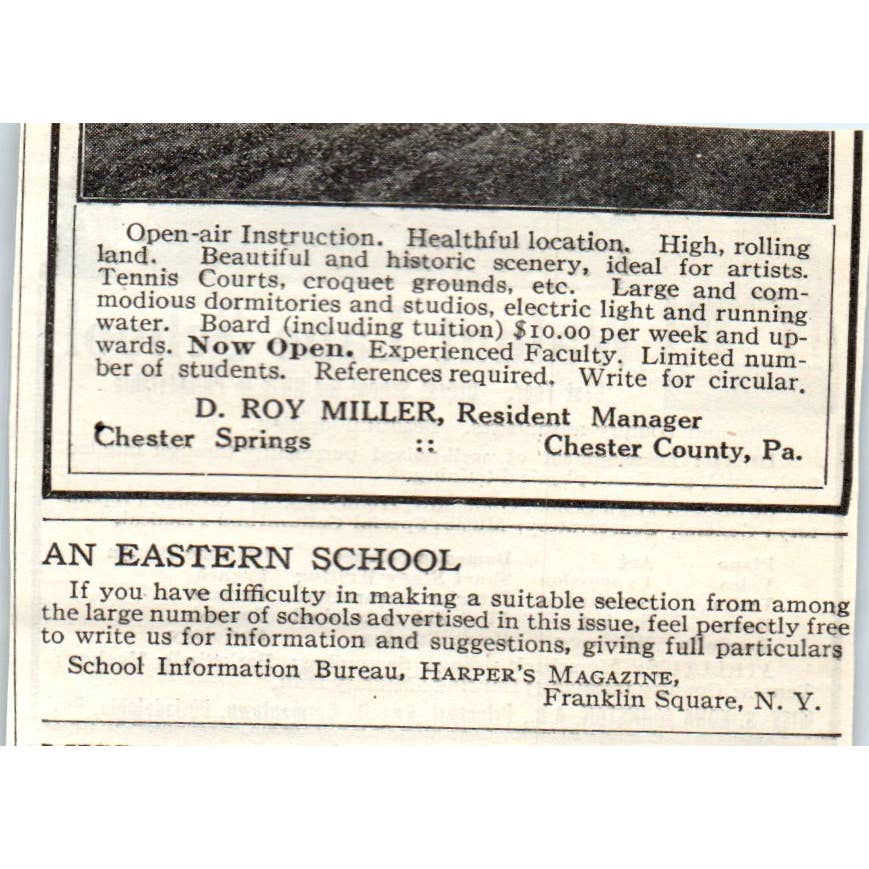 Open-air Instruction. Healthful location. High, rolling
land. Beautiful and historic scenery, ideal for artists.
Tennis Courts, croquet grounds, etc. Large and com-
modious dormitories and studios, electric light and running
water. Board (including tuition) $10.00 per week and up-
wards. Now Open. Experienced Faculty. Limited num-
ber of students. References required. Write for circular.
D. ROY MILLER, Resident Manager
Chester Springs :: Chester County, Pa.
AN EASTERN SCHOOL
If you have difficulty in making a suitable selection from among
the large number of schools advertised in this issue, feel perfectly free
to write us for information and suggestions, giving full particulars
School Information Bureau, HARPER'S MAGAZINE,
Franklin Square, N. Y.